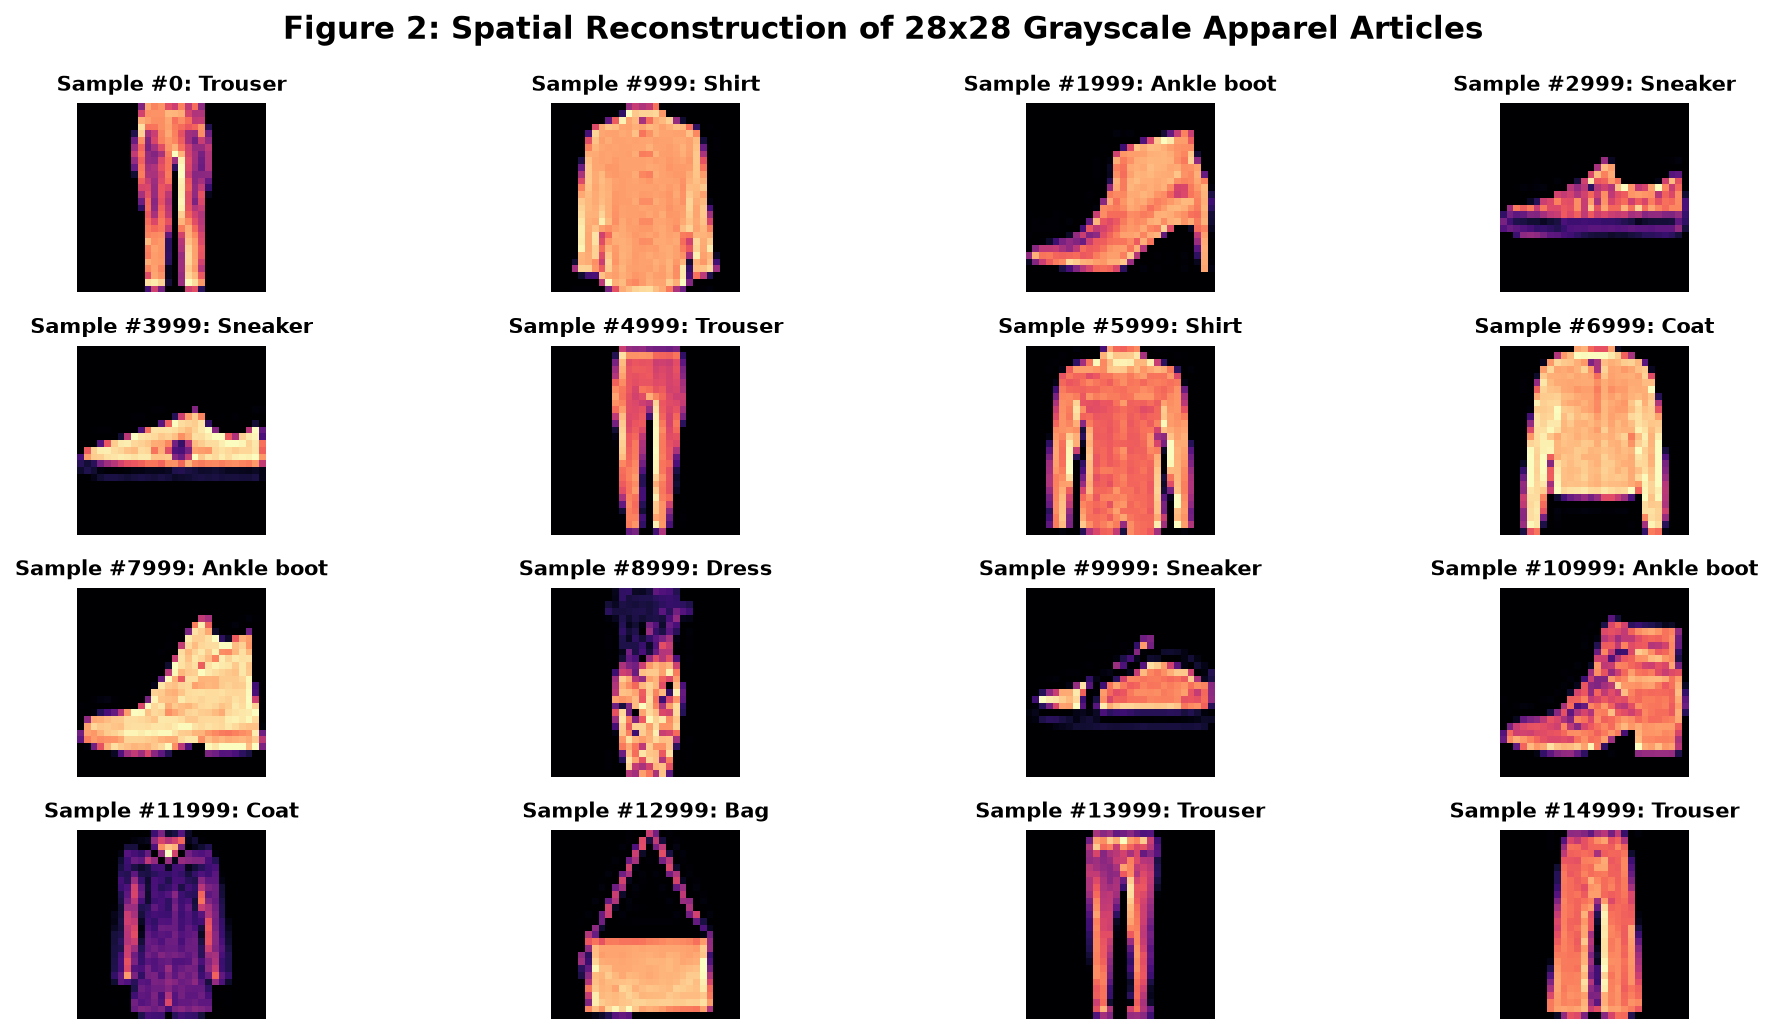 Figure 2: Spatial Reconstruction of 28x28 Grayscale Apparel Articles
Sample #0: Trouser
Sample #999: Shirt
Sample #1999: Ankle boot
Sample #2999: Sneaker
Sample #3999: Sneaker
Sample #4999: Trouser
Sample #5999: Shirt
Sample #6999: Coat
Sample #7999: Ankle boot
Sample #8999: Dress
Sample #9999: Sneaker
Sample #10999: Ankle boot
Sample #11999: Coat
Sample #12999: Bag
Sample #13999: Trouser
Sample #14999: Trouser